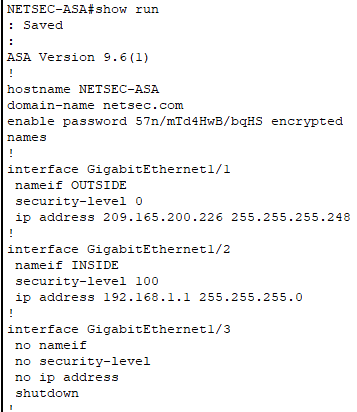 NETSEC-ASA#show run
: Saved
:
ASA Version 9.6(1)
!
hostname NETSEC-ASA
domain-name netsec.com
enable password 57n/mTd4HwB/bqHS encrypted
names
!
interface GigabitEthernet1/1
nameif OUTSIDE
security-level 0
ip address 209.165.200.226 255.255.255.248
!
interface GigabitEthernet1/2
nameif INSIDE
security-level 100
ip address 192.168.1.1 255.255.255.0
!
interface GigabitEthernet1/3
no nameif
no security-level
no ip address
shutdown
!